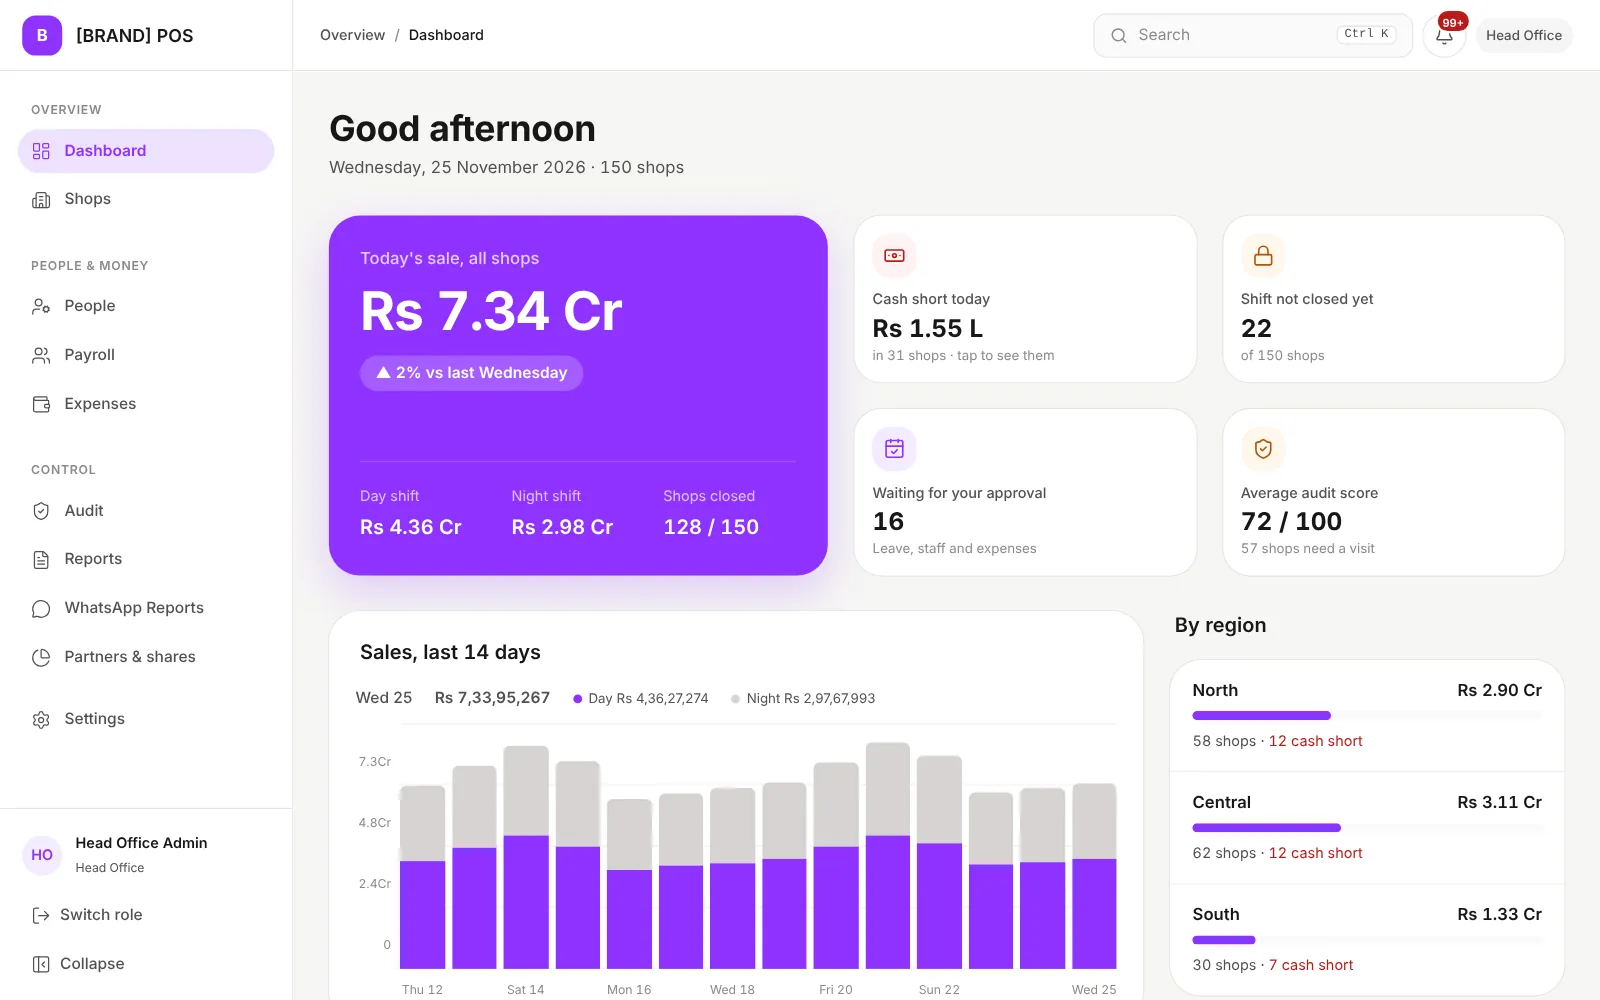 B
[BRAND] POS
Overview / Dashboard
Search
Ctrl K
99+
Head Office
OVERVIEW
Dashboard
Shops
PEOPLE & MONEY
People
Payroll
Expenses
CONTROL
Audit
Reports
WhatsApp Reports
Partners & shares
Settings
HO
Head Office Admin
Head Office
Switch role
Collapse
Good afternoon
Wednesday, 25 November 2026 · 150 shops
Today's sale, all shops
Rs 7.34 Cr
▲ 2% vs last Wednesday
Day shift
Rs 4.36 Cr
Night shift
Rs 2.98 Cr
Shops closed
128 / 150
Cash short today
Rs 1.55 L
in 31 shops · tap to see them
Shift not closed yet
22
of 150 shops
Waiting for your approval
16
Leave, staff and expenses
Average audit score
72 / 100
57 shops need a visit
Sales, last 14 days
Wed 25 Rs 7,33,95,267 Day Rs 4,36,27,274 Night Rs 2,97,67,993
7.3Cr
4.8Cr
2.4Cr
0
Thu 12 Sat 14 Mon 16 Wed 18 Fri 20 Sun 22 Wed 25
By region
North Rs 2.90 Cr
58 shops · 12 cash short
Central Rs 3.11 Cr
62 shops · 12 cash short
South Rs 1.33 Cr
30 shops · 7 cash short